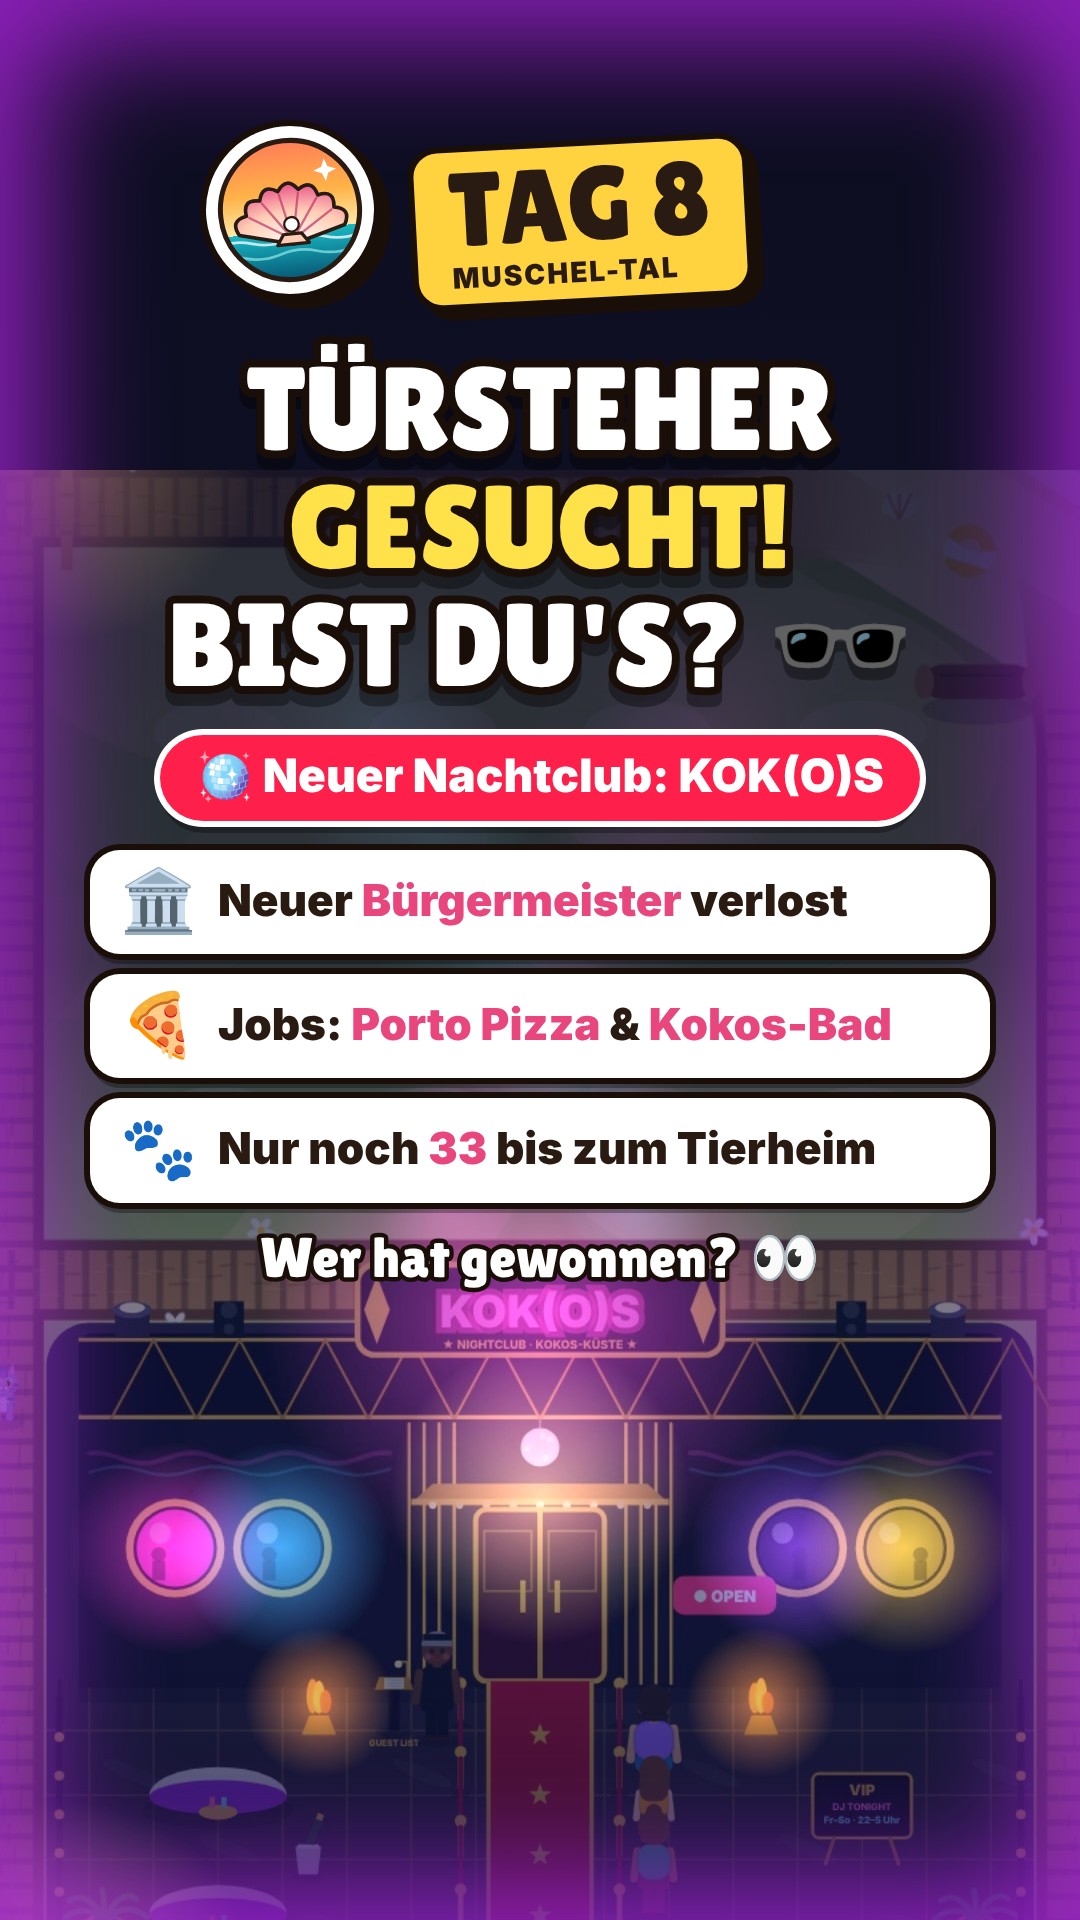 TAG 8
MUSCHEL-TAL
TÜRSTEHER
GESUCHT!
BIST DU'S? 🕶️
🪩 Neuer Nachtclub: KOK(O)S
🏛️ Neuer Bürgermeister verlost
🍕 Jobs: Porto Pizza & Kokos-Bad
🐾 Nur noch 33 bis zum Tierheim
Wer hat gewonnen? 👀
KOK(O)S
★ NIGHTCLUB · KOKOS-KÜSTE ★
OPEN
GUEST LIST
VIP
DJ TONIGHT
Fr-So · 22-5 Uhr